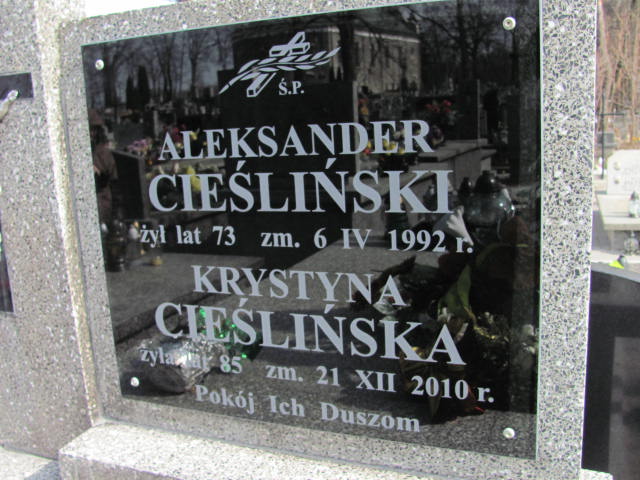 Ś.P.
ALEKSANDER
CIEŚLIŃSKI
żył lat 73 zm. 6 IV 1992 r.
KRYSTYNA
CIEŚLIŃSKA
żyła lat 85 zm. 21 XII 2010 r.
Pokój Ich Duszom